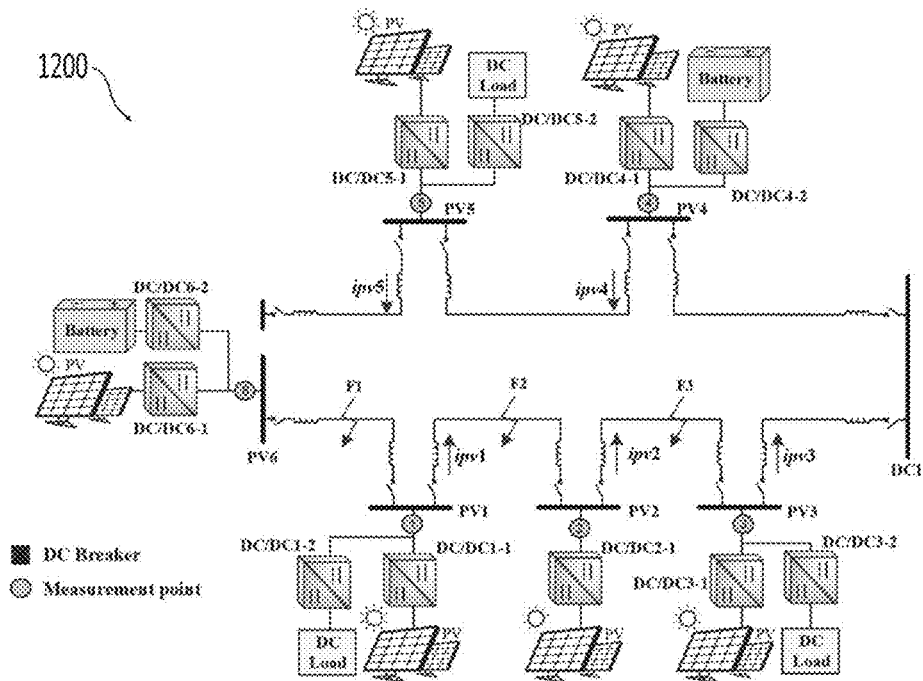 1200
PV
PV
DC
Load
Battery
DC/DC5-2
DC/DC5-1
DC/DC4-1
DC/DC4-2
PV5
PV4
DC/DC6-2
ipv5
ipv4
Battery
PV
F1
F2
F3
DC/DC6-1
PV6
ipv1
ipv2
ipv3
DC1
PV1
PV2
PV3
DC/DC1-2
DC/DC1-1
DC/DC2-1
DC/DC3-2
DC Breaker
DC/DC3-1
Measurement point
DC
Load
PV
PV
PV
DC
Load